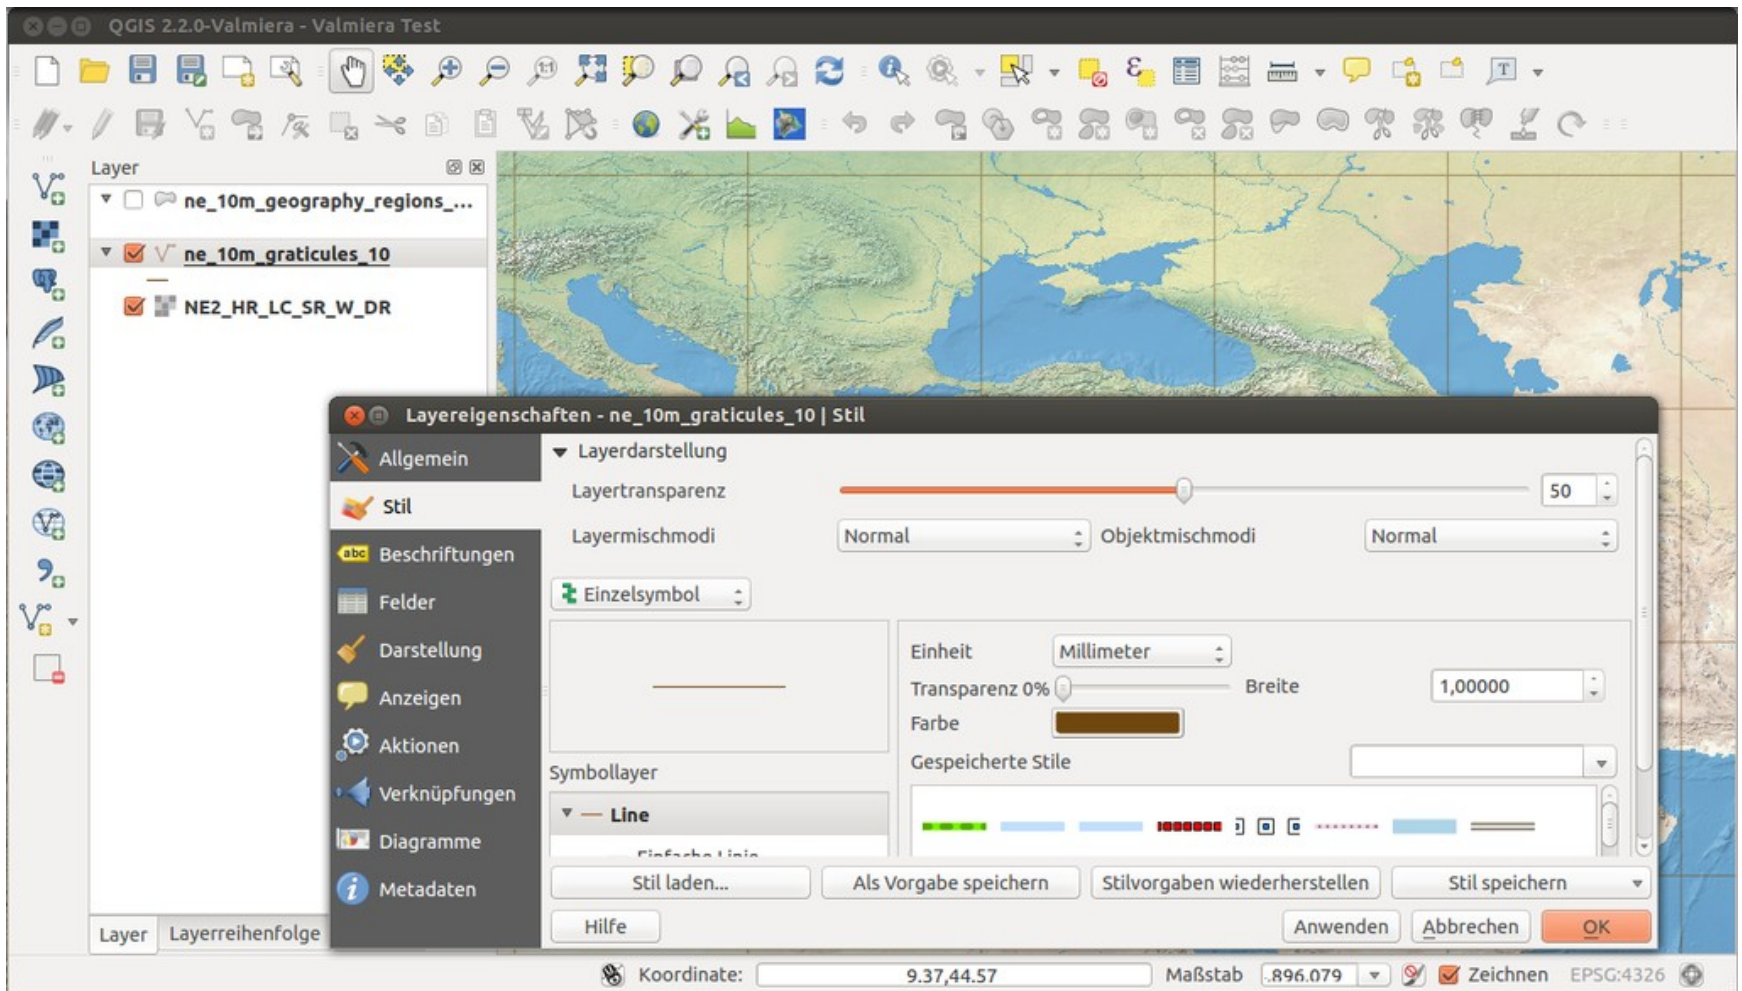 QGIS 2.2.0-Valmiera - Valmiera Test
Layer
ne_10m_geography_regions_...
ne_10m_graticules_10
NE2_HR_LC_SR_W_DR
Layereigenschaften - ne_10m_graticules_10 | Stil
Allgemein
Stil
Beschriftungen
Felder
Darstellung
Anzeigen
Aktionen
Verknüpfungen
Diagramme
Metadaten
Layerdarstellung
Layertransparenz 50
Layermischmodi Normal Objektmischmodi Normal
Einzelsymbol
Einheit Millimeter
Transparenz 0% Breite 1,00000
Farbe
Gespeicherte Stile
Symbollayer
Line
Einfache Linie
Stil laden... Als Vorgabe speichern Stilvorgaben wiederherstellen Stil speichern
Hilfe Anwenden Abbrechen OK
Layer Layerreihenfolge
Koordinate: 9.37,44.57 Maßstab .896.079 Zeichnen EPSG:4326